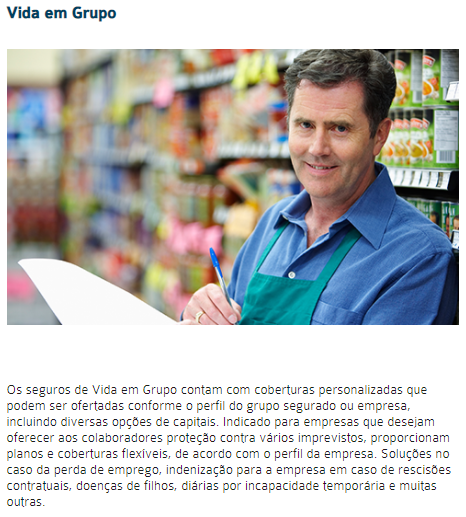 Vida em Grupo
Os seguros de Vida em Grupo contam com coberturas personalizadas que
podem ser ofertadas conforme o perfil do grupo segurado ou empresa,
incluindo diversas opções de capitais. Indicado para empresas que desejam
oferecer aos colaboradores proteção contra vários imprevistos, proporcionam
planos e coberturas flexíveis, de acordo com o perfil da empresa. Soluções no
caso da perda de emprego, indenização para a empresa em caso de rescisões
contratuais, doenças de filhos, diárias por incapacidade temporária e muitas
outras.